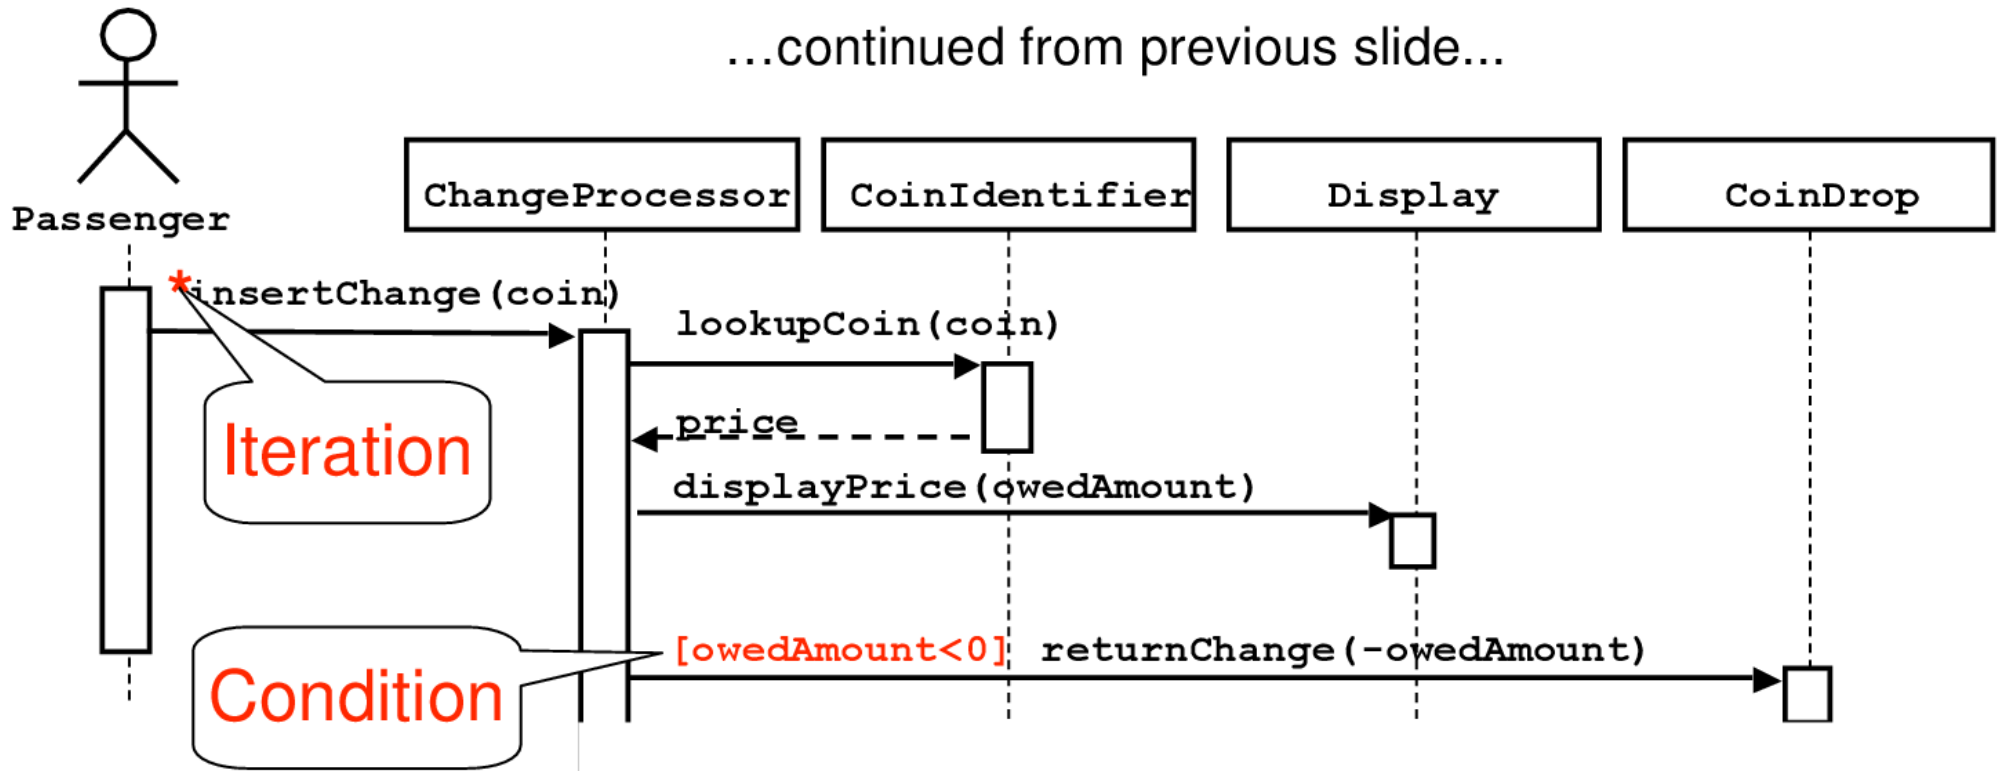 …continued from previous slide...
Passenger
ChangeProcessor
CoinIdentifier
Display
CoinDrop
*insertChange(coin)
lookupCoin(coin)
Iteration
price
displayPrice(owedAmount)
[owedAmount<0] returnChange(-owedAmount)
Condition